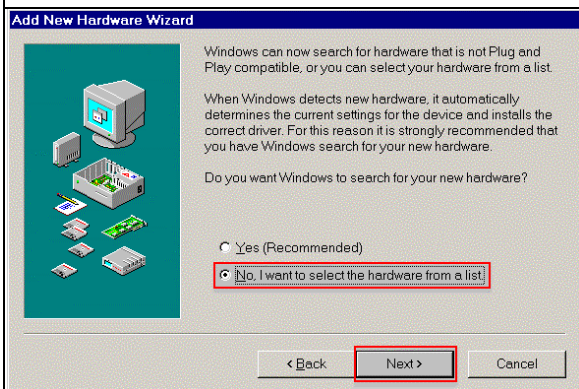 Add New Hardware Wizard
Windows can now search for hardware that is not Plug and
Play compatible, or you can select your hardware from a list.
When Windows detects new hardware, it automatically
determines the current settings for the device and installs the
correct driver. For this reason it is strongly recommended that
you have Windows search for your new hardware.
Do you want Windows to search for your new hardware?
Yes (Recommended)
No, I want to select the hardware from a list.
< Back
Next >
Cancel